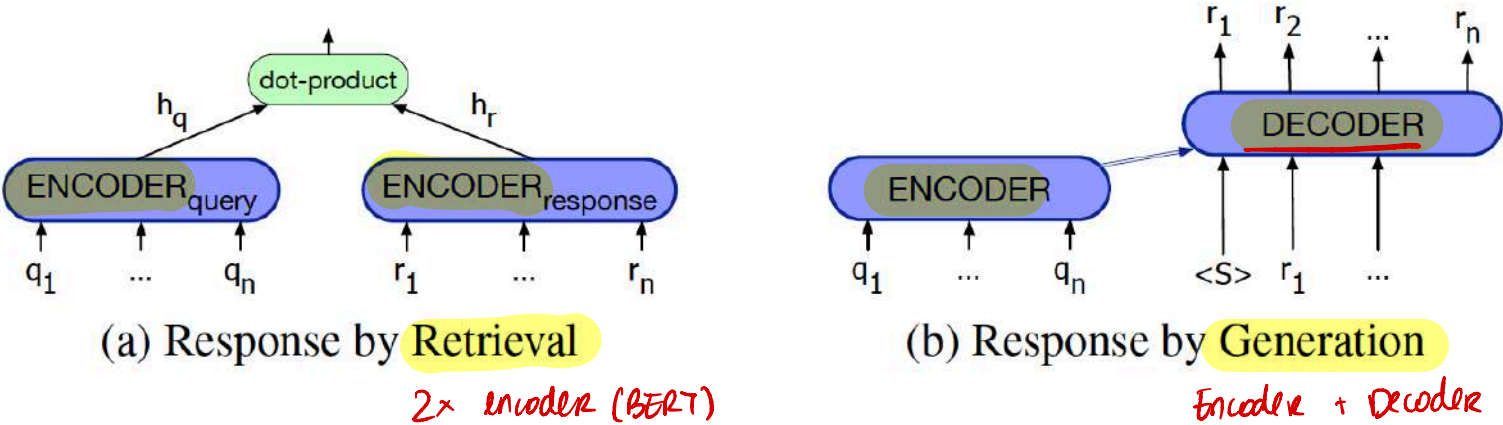 dot-product
h_q h_r
ENCODER_query ENCODER_response
q_1 ... q_n r_1 ... r_n
(a) Response by Retrieval
2x encoder (BERT)
r_1 r_2 ... r_n
DECODER
ENCODER
q_1 ... q_n <S> r_1 ...
(b) Response by Generation
Encoder + Decoder